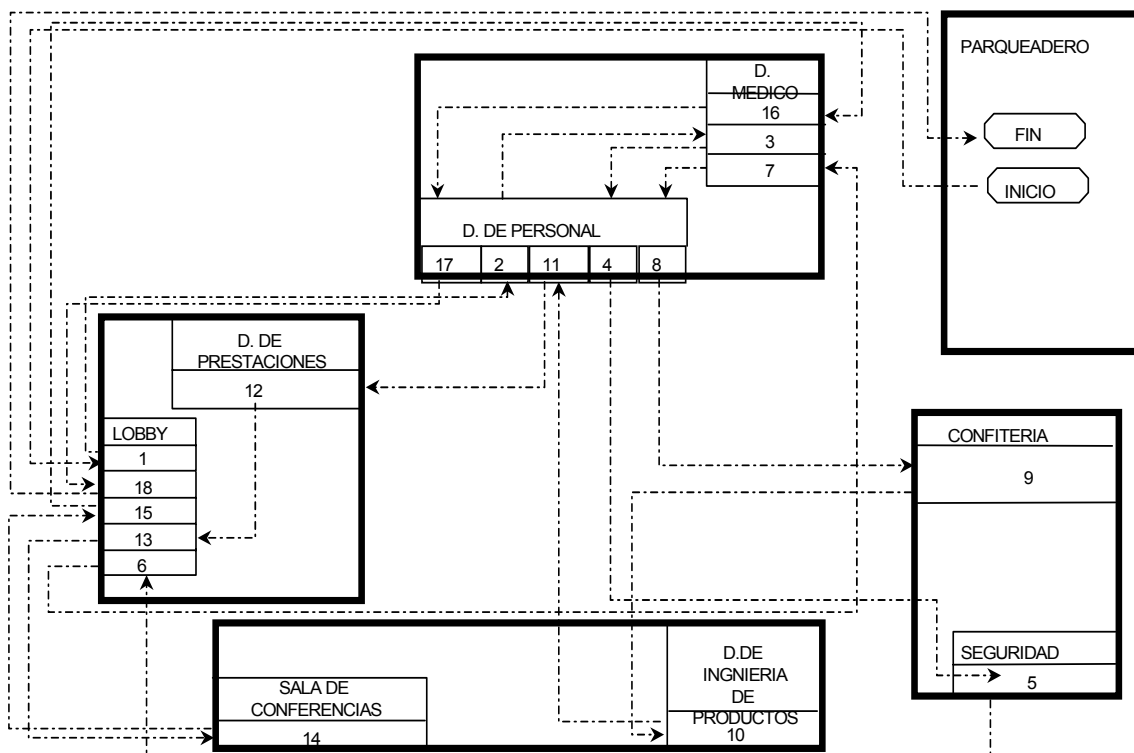 PARQUEADERO
FIN
INICIO
D.
MEDICO
16
3
7
D. DE PERSONAL
17 2 11 4 8
D. DE
PRESTACIONES
12
LOBBY
1
18
15
13
6
CONFITERIA
9
SEGURIDAD
5
SALA DE
CONFERENCIAS
14
D.DE
INGNIERIA
DE
PRODUCTOS
10